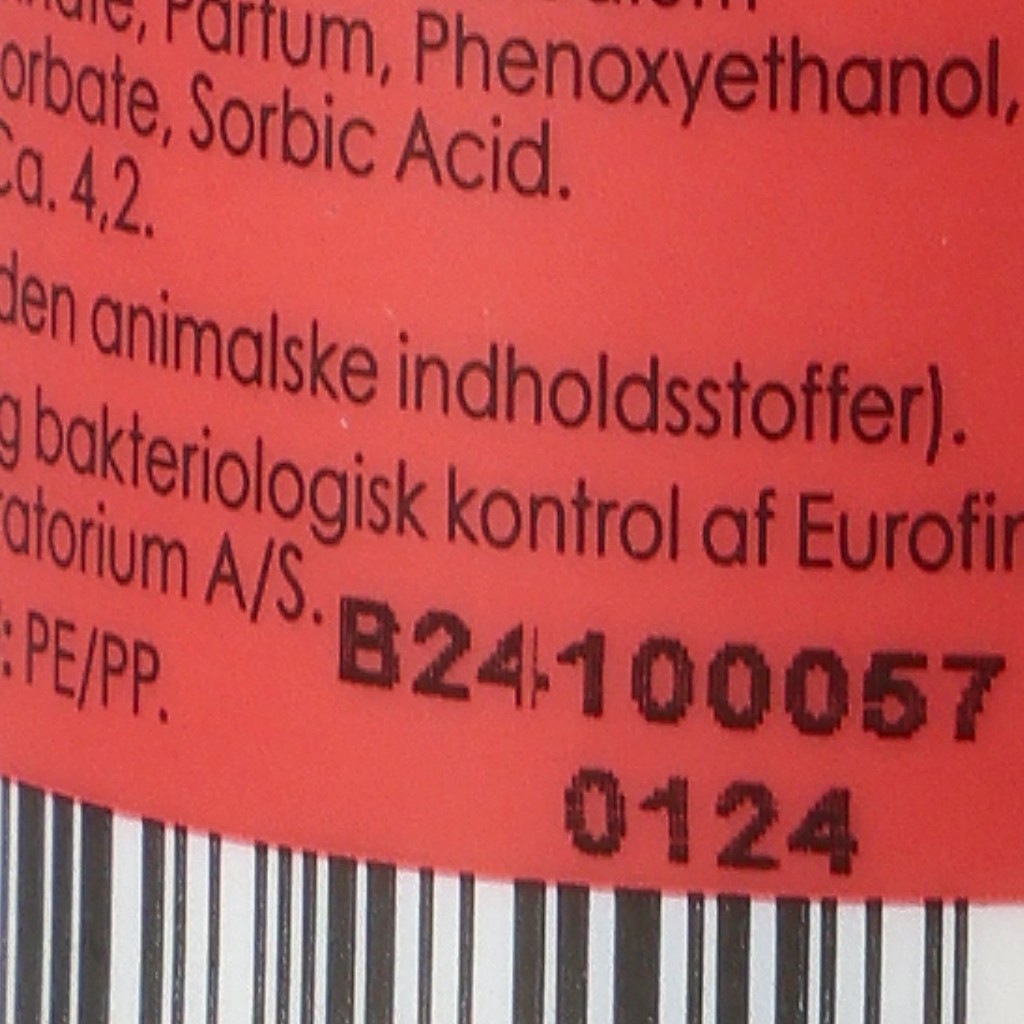 Parfum, Phenoxyethanol,
orbate, Sorbic Acid.
Ca. 4,2.
den animalske indholdsstoffer).
g bakteriologisk kontrol af Eurofin
ratorium A/S.
: PE/PP.
B24100057
0124